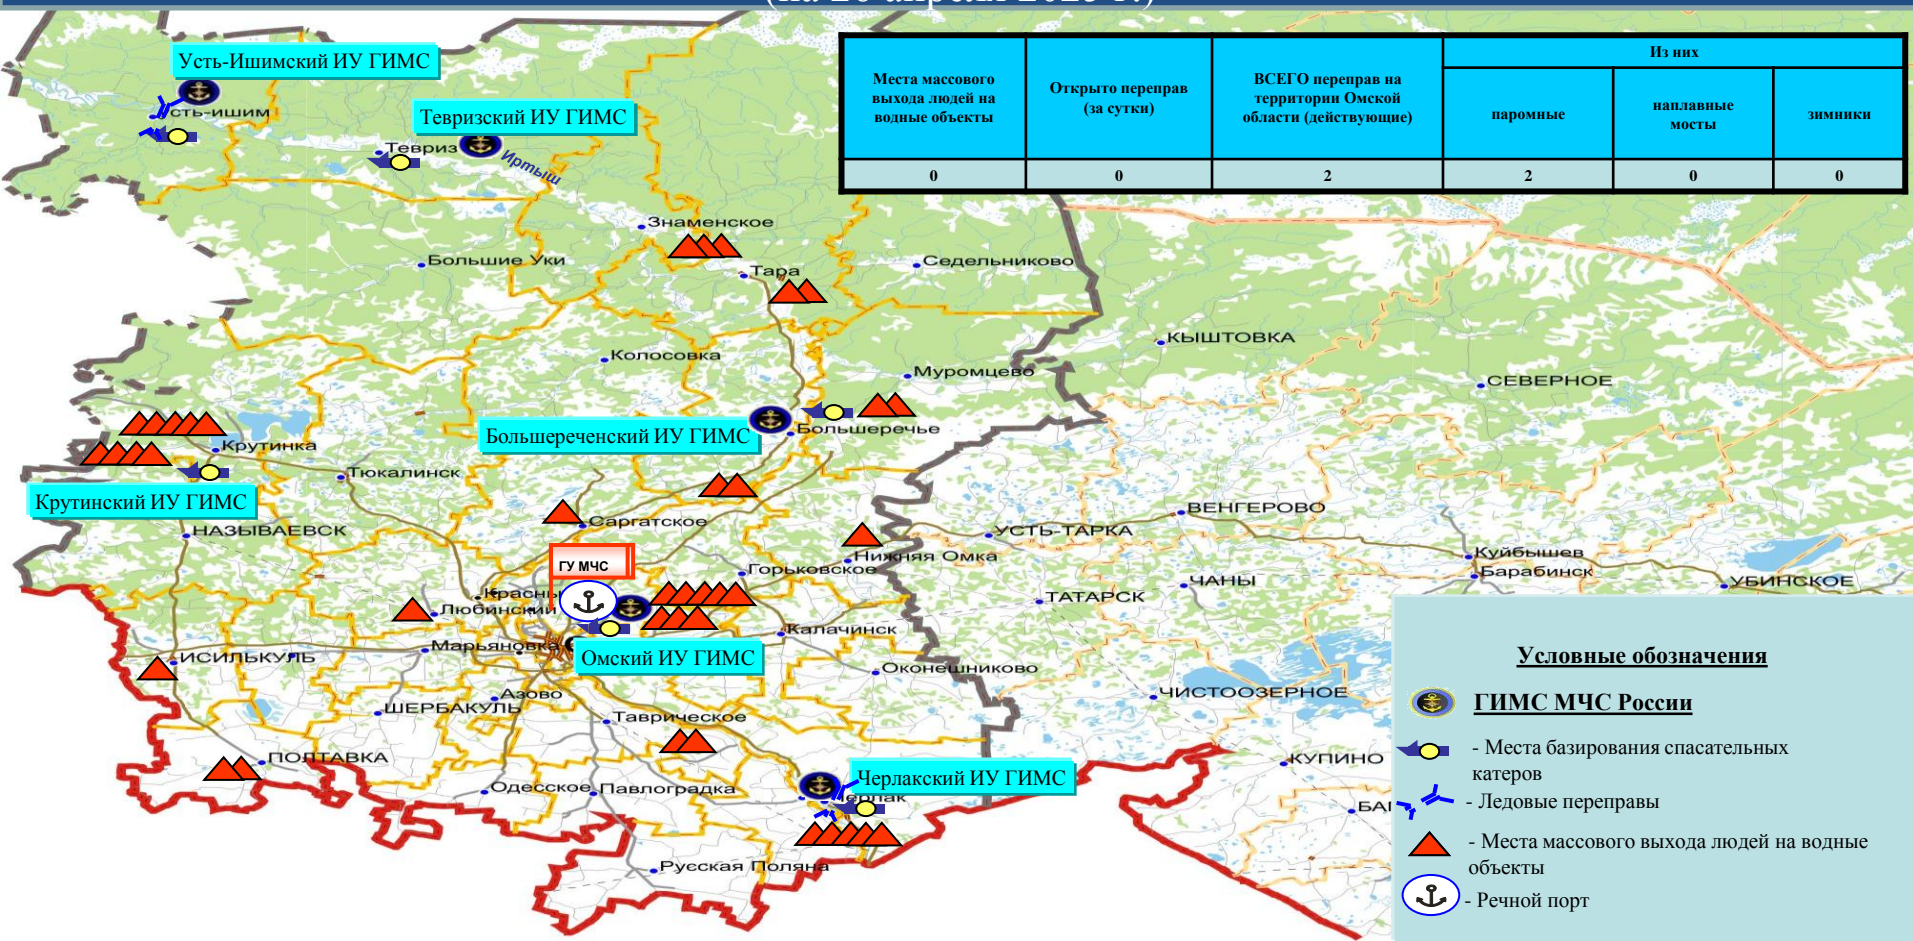 Усть-Ишимский ИУ ГИМС
сть-ишим
Тевризский ИУ ГИМС
Тевриз
Иртыш
Места массового
выхода людей на
водные объекты
Открыто переправ
(за сутки)
ВСЕГО переправ на
территории Омской
области (действующие)
Из них
паромные
наплавные
мосты
зимники
0
0
2
2
0
0
Знаменское
Большие Уки
Тара
Седельниково
Колосовка
КЫШТОВКА
Муромцево
СЕВЕРНОЕ
Большереченский ИУ ГИМС
Большеречье
Крутинка
Тюкалинск
Крутинский ИУ ГИМС
НАЗЫВАЕВСК
Саргатское
УСТЬ-ТАРКА
ВЕНГЕРОВО
Нижняя Омка
Куйбышев
Барабинск
ГУ МЧС
Горьковское
ЧАНЫ
УБИНСКОЕ
Красны
Любинский
ТАТАРСК
Калачинск
Марьяновка
Омский ИУ ГИМС
ИСИЛЬКУЛЬ
Оконешниково
ЧИСТООЗЕРНОЕ
Азово
ШЕРБАКУЛЬ
Таврическое
ПОЛТАВКА
КУПИНО
Черлакский ИУ ГИМС
Одесское
Павлоградка
ерлак
БАГ
Русская Поляна
Условные обозначения
ГИМС МЧС России
- Места базирования спасательных
катеров
- Ледовые переправы
- Места массового выхода людей на водные
объекты
- Речной порт